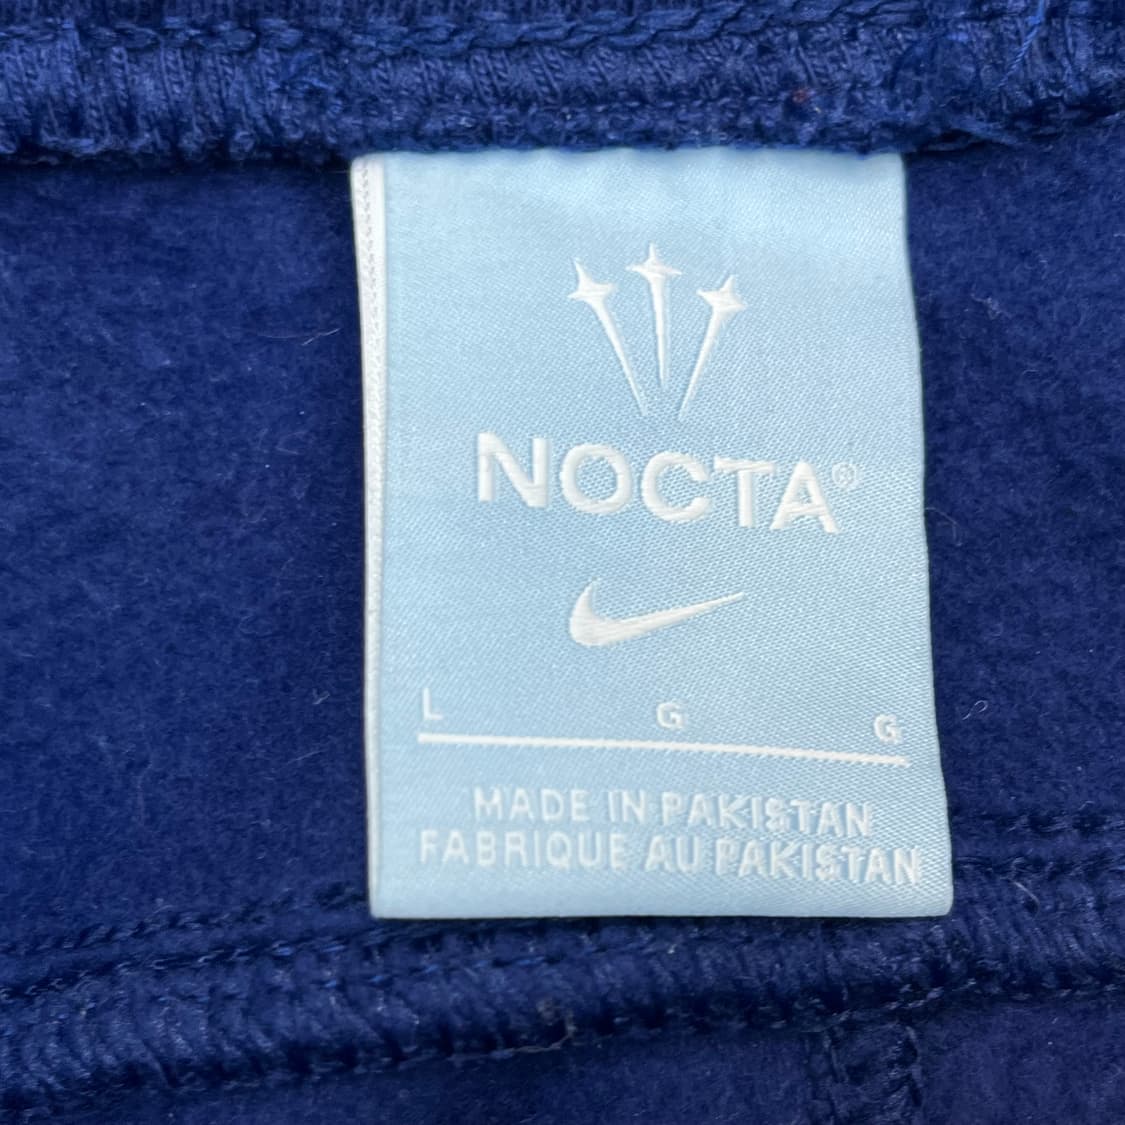 NOCTA®
L G G
MADE IN PAKISTAN
FABRIQUE AU PAKISTAN